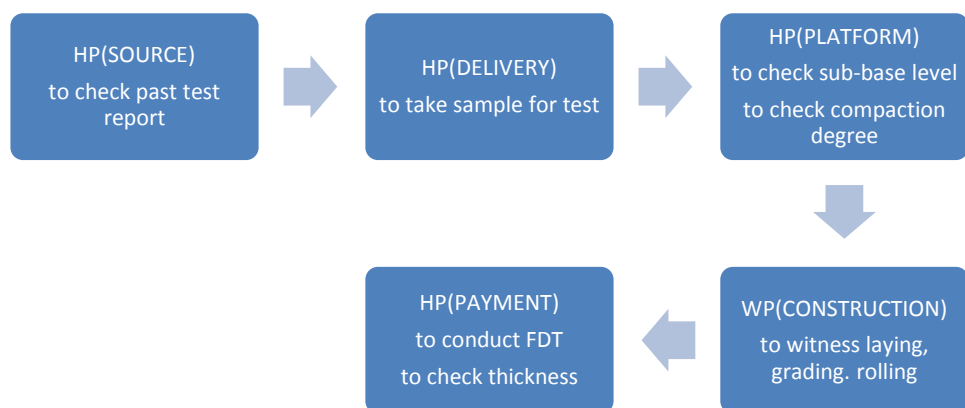 HP(SOURCE)
to check past test
report
HP(DELIVERY)
to take sample for test
HP(PLATFORM)
to check sub-base level
to check compaction
degree
WP(CONSTRUCTION)
to witness laying,
grading. rolling
HP(PAYMENT)
to conduct FDT
to check thickness